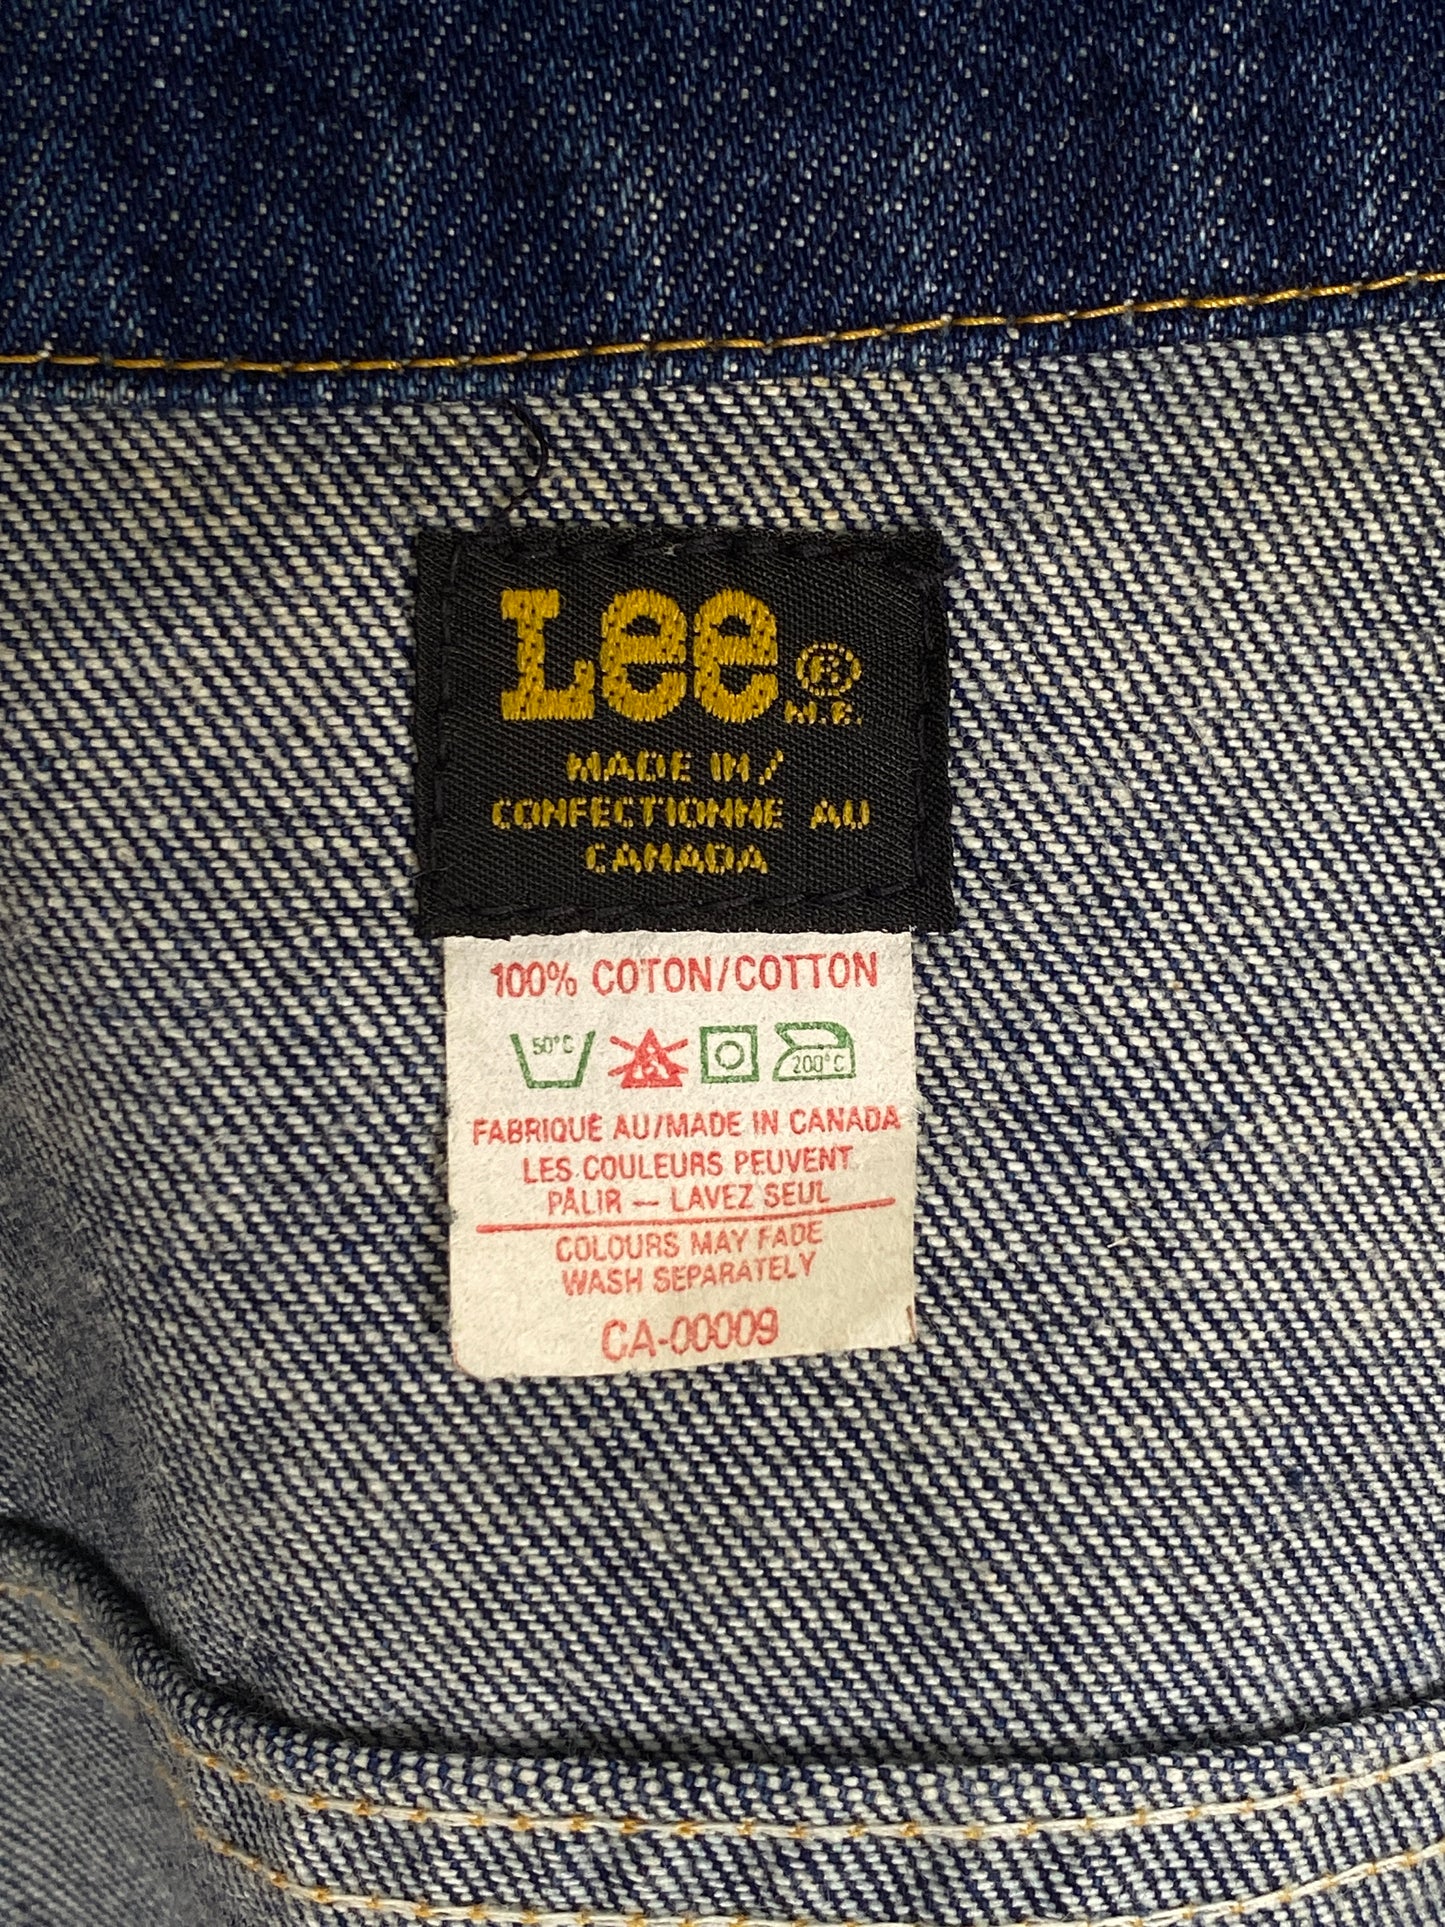 Lee ®
M.R.
MADE IN/
CONFECTIONNE AU
CANADA
100% COTON/COTTON
50°C
200°C
FABRIQUE AU/MADE IN CANADA
LES COULEURS PEUVENT
PALIR — LAVEZ SEUL
COLOURS MAY FADE
WASH SEPARATELY
CA-00009